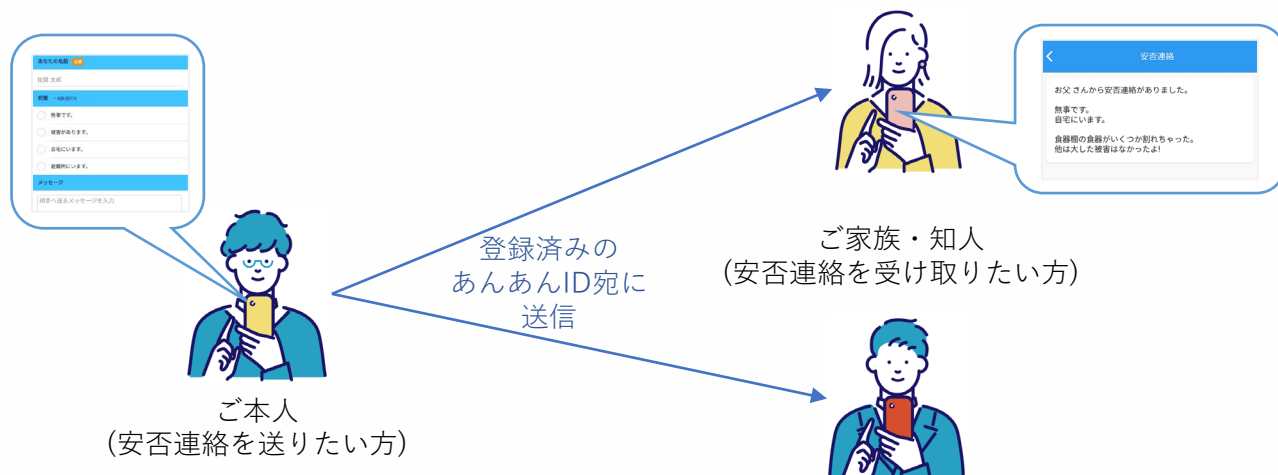 あなたの名前 必須
佐賀 太郎
状態 ・複数選択可
無事です。
被害があります。
自宅にいます。
避難所にいます。
メッセージ
相手へ送るメッセージを入力
ご本人
(安否連絡を送りたい方)
登録済みの
あんあんID宛に
送信
安否連絡
お父 さんから安否連絡がありました。
無事です。
自宅にいます。
食器棚の食器がいくつか割れちゃった。
他は大した被害はなかったよ!
ご家族・知人
(安否連絡を受け取りたい方)